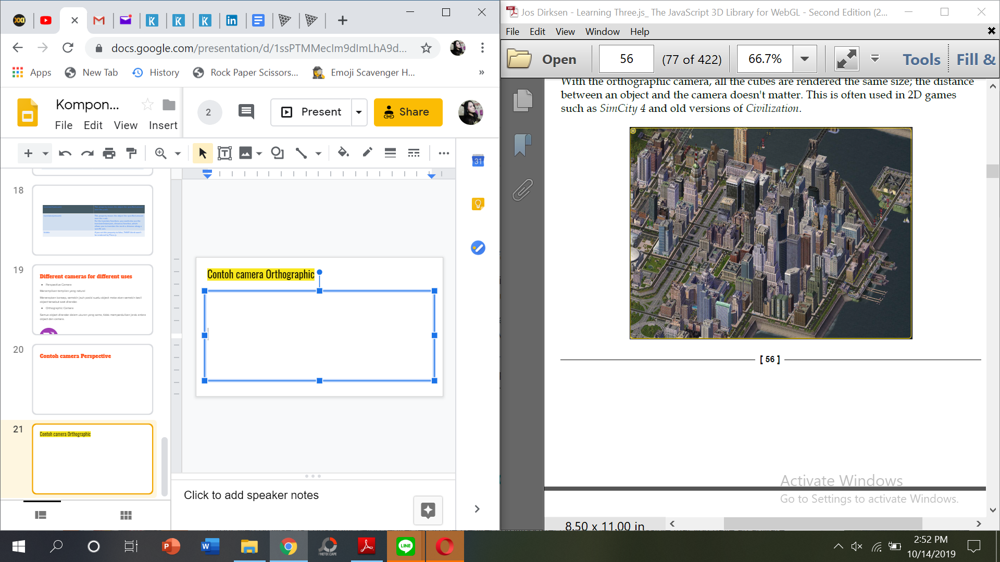 docs.google.com/presentation/d/1ssPTMMecIm9dImLhA9d...
Apps
New Tab
History
Rock Paper Scissors...
Emoji Scavenger H...
»
Kompon...
File Edit View Insert
2
Present
Share
31
18
19
Different cameras for different uses
Perspective Camera
Menampilkan tampilan yang natural
Menerapkan konsep, semakin jauh posisi suatu object maka akan semakin kecil
object tersebut saat dirender.
Orthographic Camera
Semua object dirender dalam ukuran yang sama, tidak mempedulikan jarak antara
object dan camera.
20
Contoh camera Perspective
21
Contoh camera Orthographic
Contoh camera Orthographic
Click to add speaker notes
Jos Dirksen - Learning Three.js_ The JavaScript 3D Library for WebGL - Second Edition (2...
File Edit View Window Help
Open
56
(77 of 422)
66.7%
Tools
Fill &
With the orthographic camera, all the cubes are rendered the same size; the distance
between an object and the camera doesn't matter. This is often used in 2D games
such as SimCity 4 and old versions of Civilization.
[ 56 ]
Activate Windows
Go to Settings to activate Windows.
8.50 x 11.00 in
LINE
2:52 PM
10/14/2019